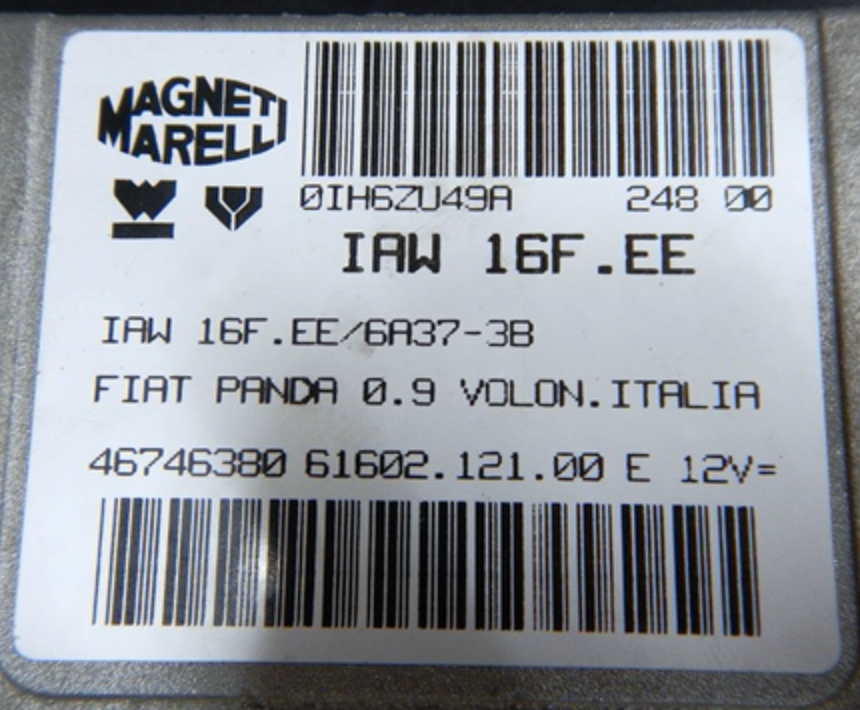 MAGNETI
MARELLI
0IH6ZU49A 248 00
IAW 16F.EE
IAW 16F.EE/6A37-3B
FIAT PANDA 0.9 VOLON.ITALIA
46746380 61602.121.00 E 12V=